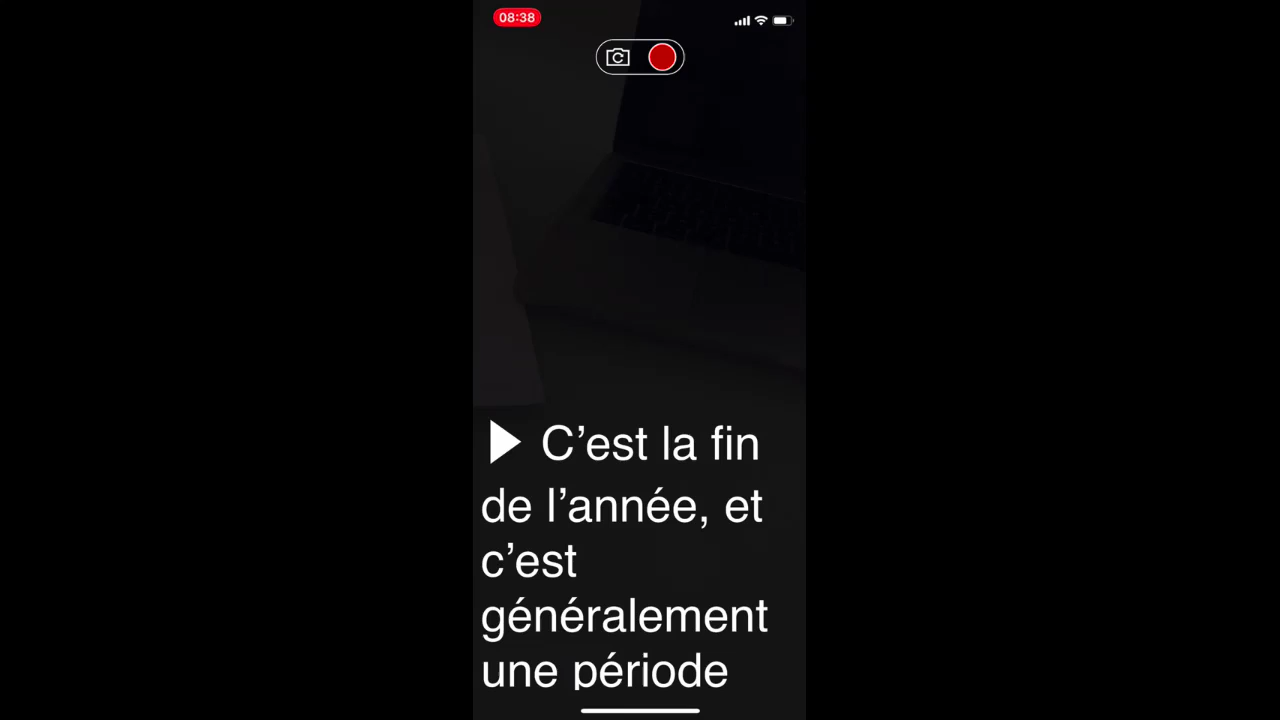 08:38
C’est la fin
de l’année, et
c’est
généralement
une période